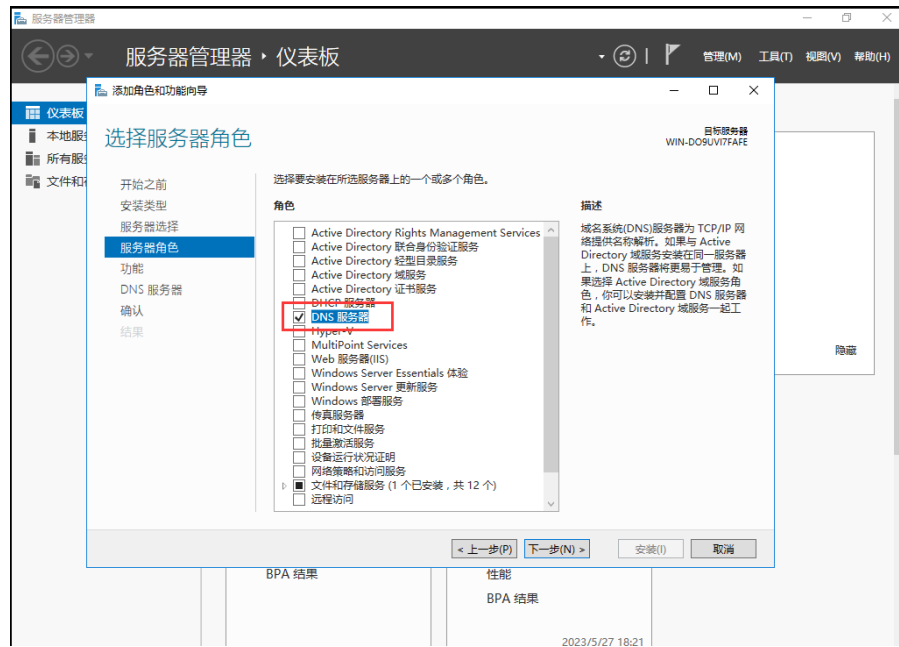 服务器管理器
服务器管理器 · 仪表板
管理(M) 工具(T) 视图(V) 帮助(H)
仪表板
本地服
所有服
文件和
添加角色和功能向导
选择服务器角色
目标服务器
WIN-DO9UVI7FAFE
开始之前
安装类型
服务器选择
服务器角色
功能
DNS 服务器
确认
结果
选择要安装在所选服务器上的一个或多个角色。
角色
Active Directory Rights Management Services
Active Directory 联合身份验证服务
Active Directory 轻型目录服务
Active Directory 域服务
Active Directory 证书服务
DHCP 服务器
DNS 服务器
Hyper-V
MultiPoint Services
Web 服务器(IIS)
Windows Server Essentials 体验
Windows Server 更新服务
Windows 部署服务
传真服务器
打印和文件服务
批量激活服务
设备运行状况证明
网络策略和访问服务
文件和存储服务 (1 个已安装，共 12 个)
远程访问
描述
域名系统(DNS)服务器为 TCP/IP 网
络提供名称解析。如果与 Active
Directory 域服务安装在同一服务器
上，DNS 服务器将更易于管理。如
果选择 Active Directory 域服务角
色，你可以安装并配置 DNS 服务器
和 Active Directory 域服务一起工
作。
隐藏
< 上一步(P) 下一步(N) > 安装(I) 取消
BPA 结果
性能
BPA 结果
2023/5/27 18:21